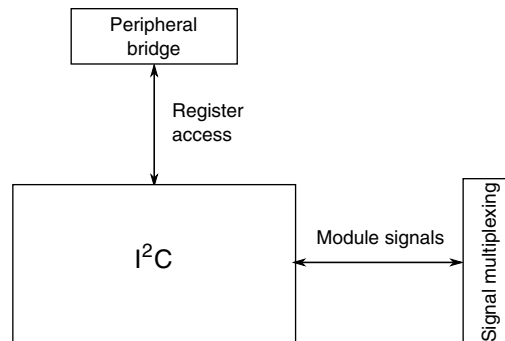 Peripheral
bridge
Register
access
I²C
Module signals
Signal multiplexing